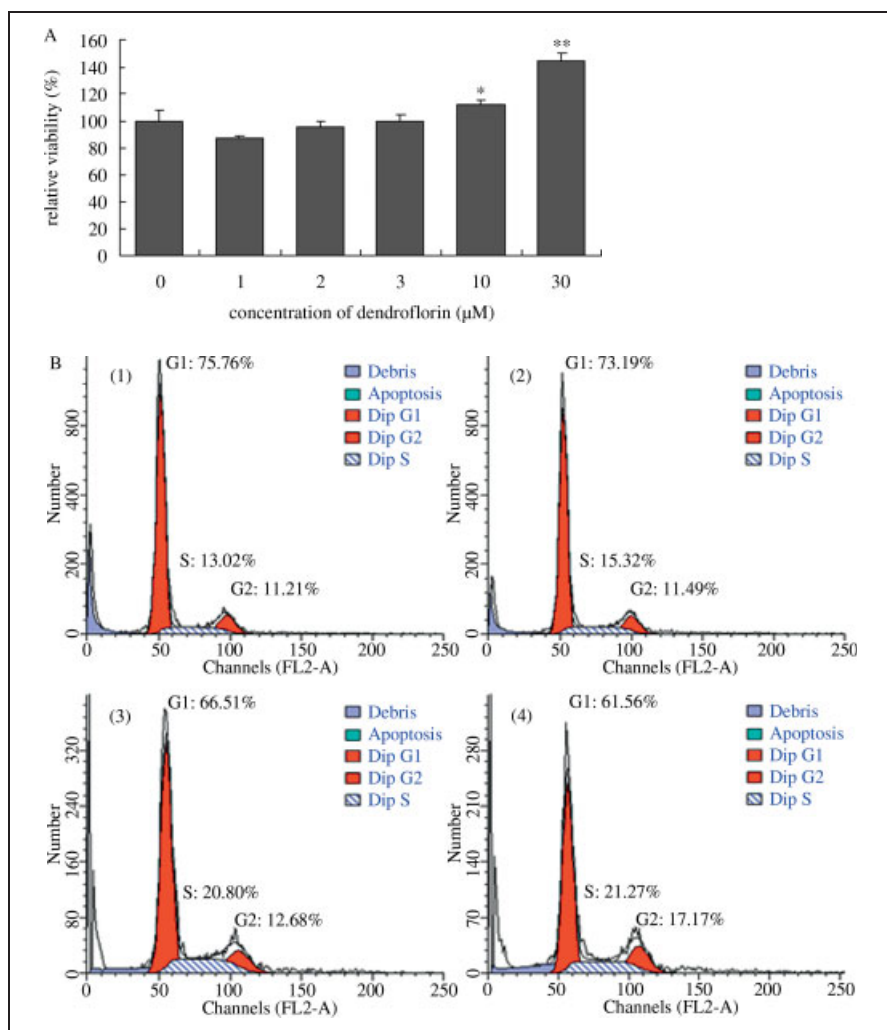 A
160
140
120
100
80
60
40
20
0
relative viability (%)
*
**
0 1 2 3 10 30
concentration of dendroflorin (µM)
B
(1)
G1: 75.76%
Debris
Apoptosis
Dip G1
Dip G2
Dip S
S: 13.02%
G2: 11.21%
Number
0 200 400 800
0 50 100 150 200 250
Channels (FL2-A)
(2)
G1: 73.19%
Debris
Apoptosis
Dip G1
Dip G2
Dip S
S: 15.32%
G2: 11.49%
Number
0 200 400 800
0 50 100 150 200 250
Channels (FL2-A)
(3)
G1: 66.51%
Debris
Apoptosis
Dip G1
Dip G2
Dip S
S: 20.80%
G2: 12.68%
Number
0 80 160 240 320
0 50 100 150 200 250
Channels (FL2-A)
(4)
G1: 61.56%
Debris
Apoptosis
Dip G1
Dip G2
Dip S
S: 21.27%
G2: 17.17%
Number
0 70 140 210 280
0 50 100 150 200 250
Channels (FL2-A)